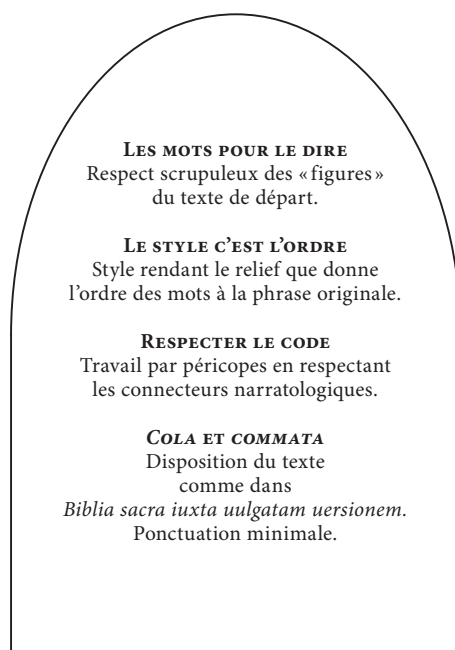 Les mots pour le dire
Respect scrupuleux des « figures »
du texte de départ.
Le style c’est l’ordre
Style rendant le relief que donne
l’ordre des mots à la phrase originale.
Respecter le code
Travail par péricopes en respectant
les connecteurs narratologiques.
Cola et commata
Disposition du texte
comme dans
Biblia sacra iuxta uulgatam uersionem.
Ponctuation minimale.